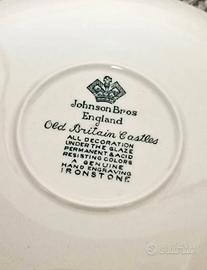 Johnson Bros
England
Old Britain Castles
ALL DECORATION
UNDER THE GLAZE
PERMANENT & ACID
RESISTING COLORS
A GENUINE
HAND ENGRAVING
IRONSTONE
subito